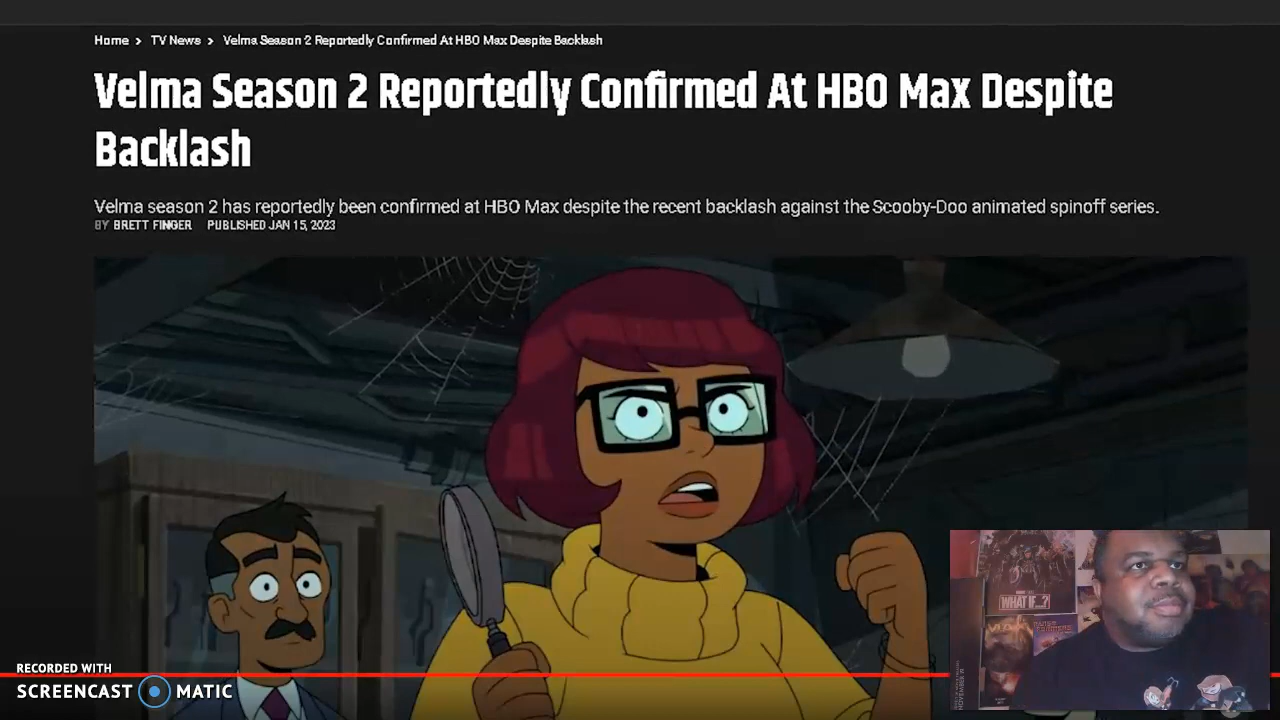 Home > TV News > Velma Season 2 Reportedly Confirmed At HBO Max Despite Backlash
Velma Season 2 Reportedly Confirmed At HBO Max Despite
Backlash
Velma season 2 has reportedly been confirmed at HBO Max despite the recent backlash against the Scooby-Doo animated spinoff series.
BY BRETT FINGER PUBLISHED JAN 15, 2023
WHAT IF...?
RECORDED WITH
SCREENCAST MATIC